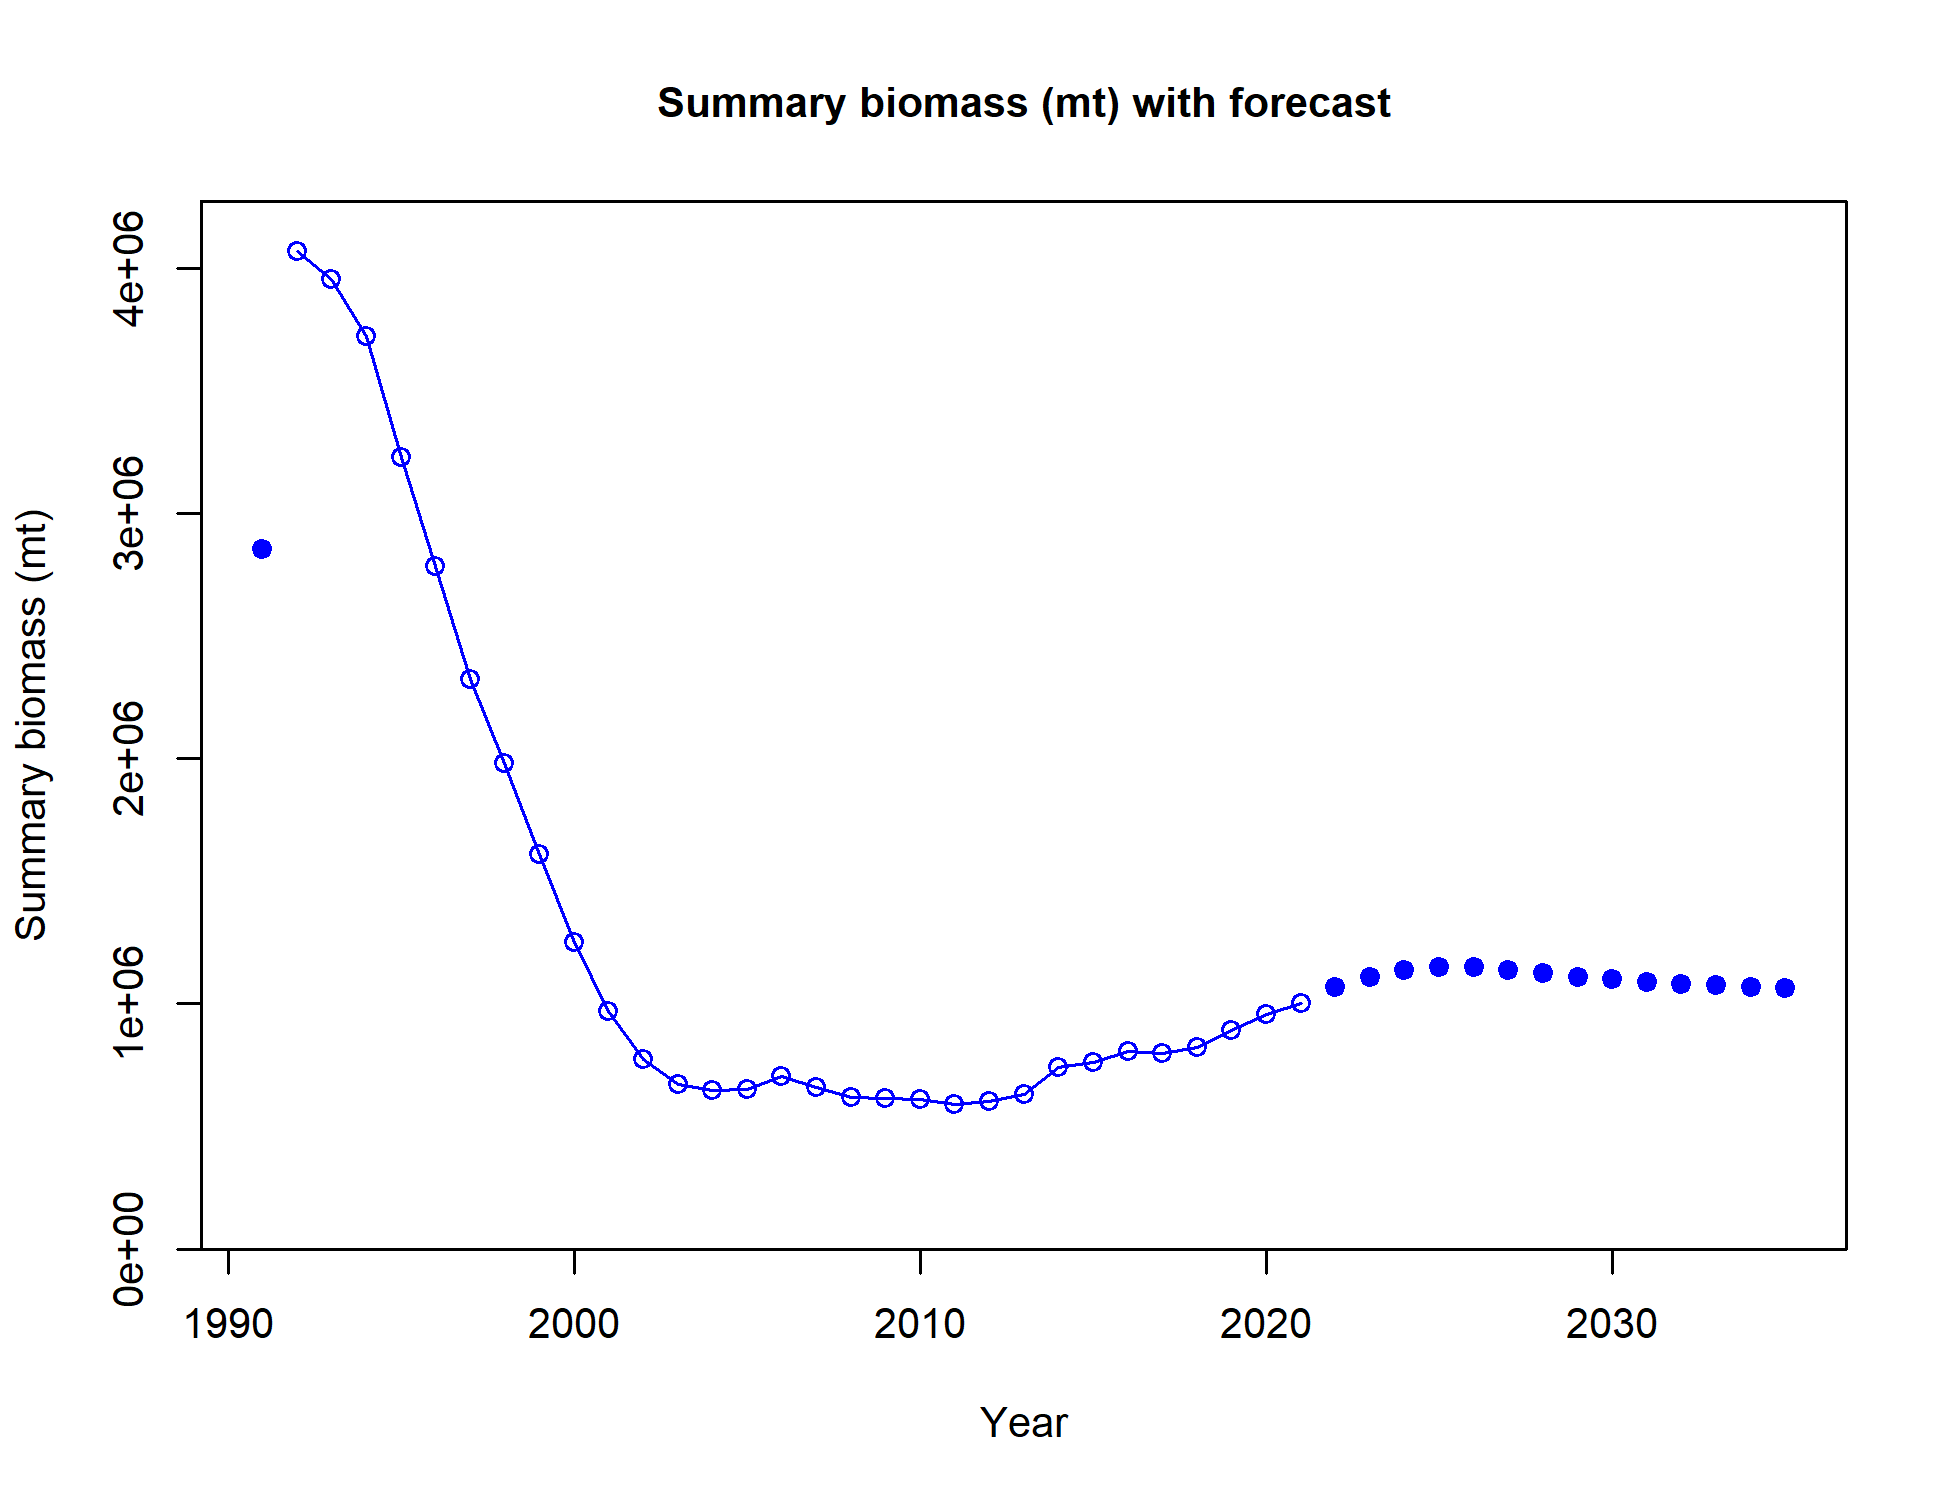 Summary biomass (mt) with forecast
Summary biomass (mt)
4e+06
3e+06
2e+06
1e+06
0e+00
1990
2000
2010
2020
2030
Year